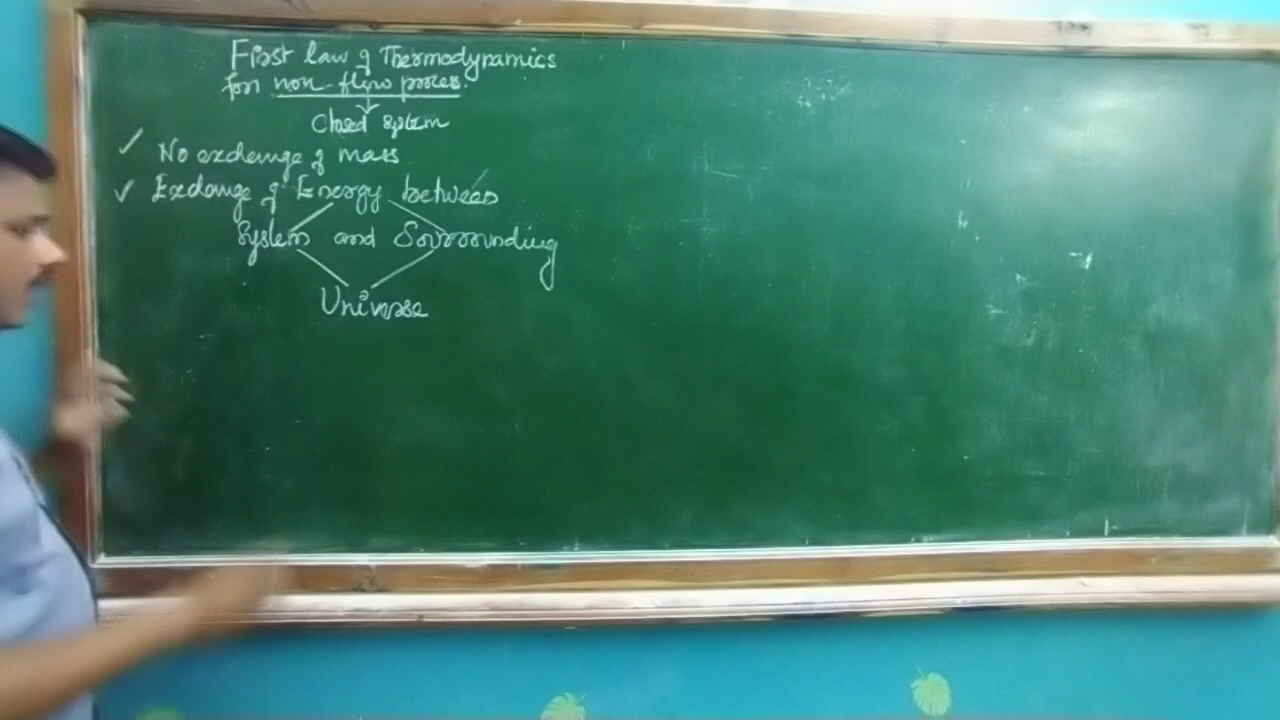 First law of Thermodynamics
for non-flow process.
Closed system
No exchange of mass
Exchange of Energy between
System and Surrounding
Universe